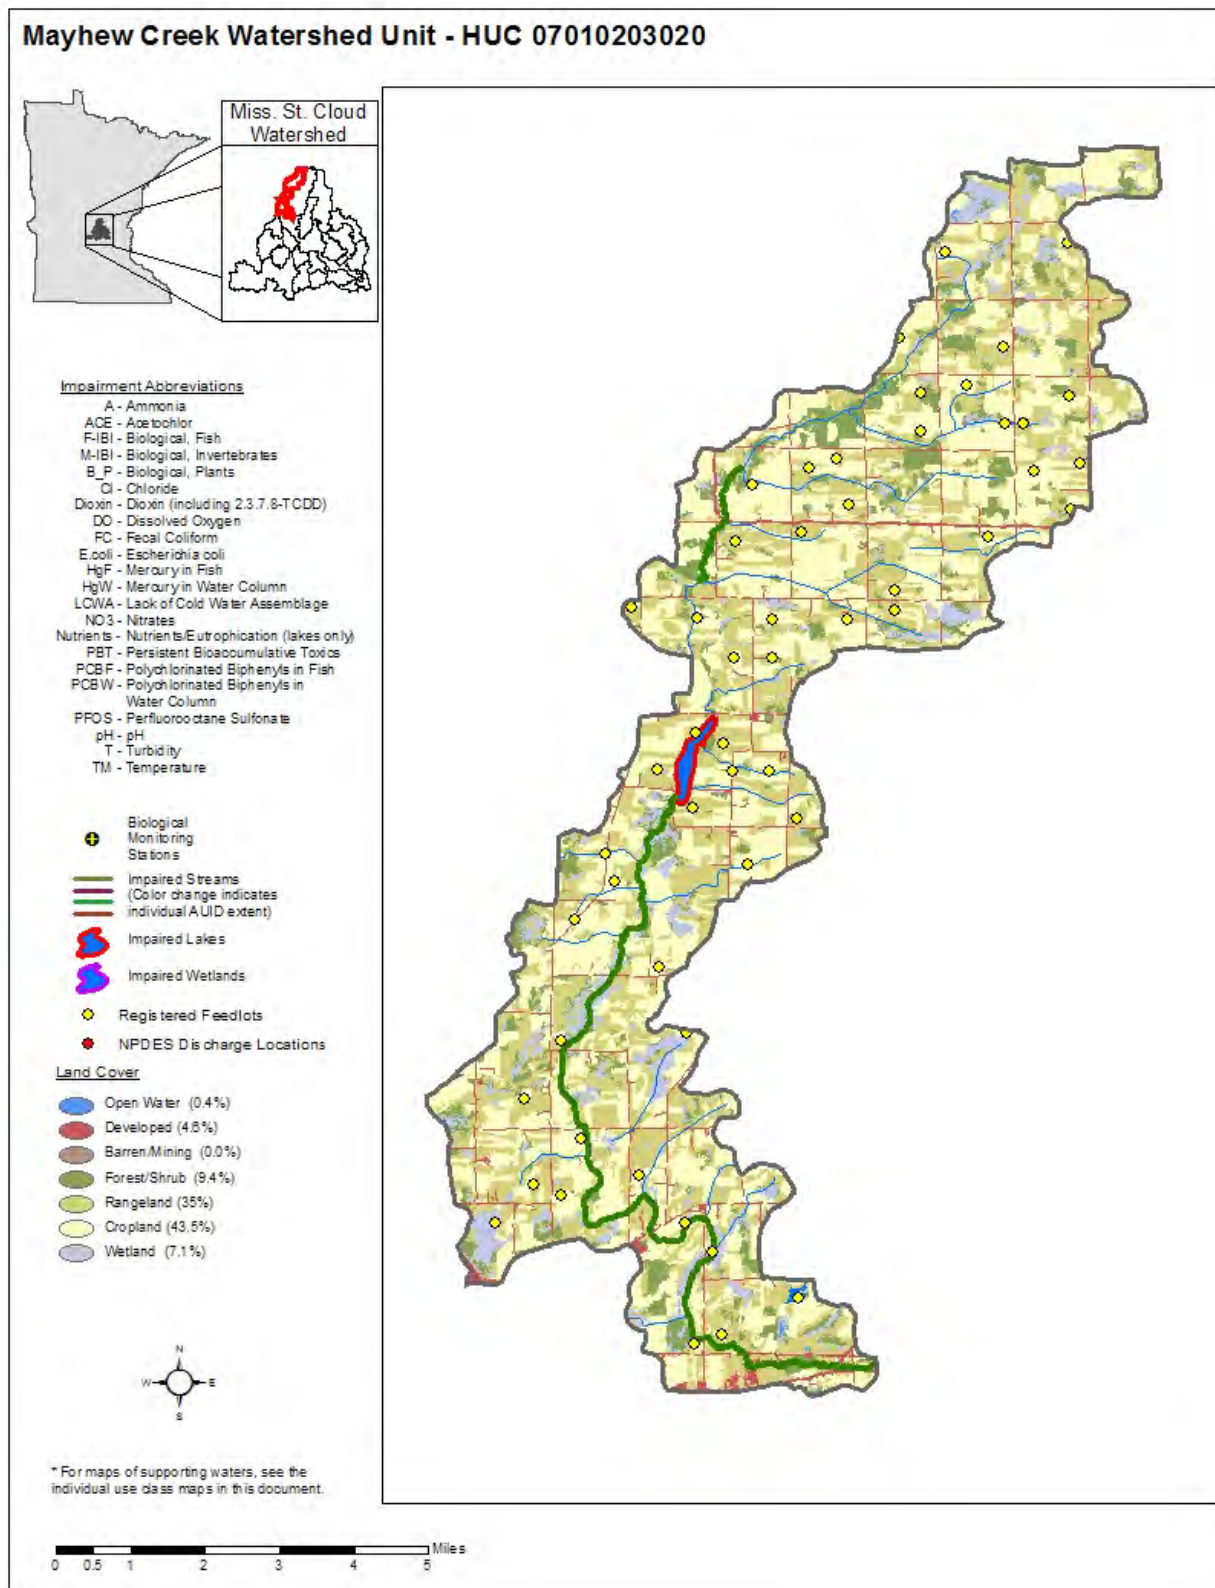 Mayhew Creek Watershed Unit - HUC 07010203020
Miss. St. Cloud
Watershed
Impairment Abbreviations
A - Ammonia
ACE - Acetochlor
F-IBI - Biological, Fish
M-IBI - Biological, Invertebrates
B_P - Biological, Plants
Cl - Chloride
Dioxin - Dioxin (including 2.3.7.8-TCDD)
DO - Dissolved Oxygen
FC - Fecal Coliform
E.coli - Escherichia coli
HgF - Mercury in Fish
HgW - Mercury in Water Column
LCWA - Lack of Cold Water Assemblage
NO3 - Nitrates
Nutrients - Nutrients/Eutrophication (lakes only)
PBT - Persistent Bioaccumulative Toxics
PCBF - Polychlorinated Biphenyls in Fish
PCBW - Polychlorinated Biphenyls in
Water Column
PFOS - Perfluorooctane Sulfonate
pH - pH
T - Turbidity
TM - Temperature
Biological
Monitoring
Stations
Impaired Streams
(Color change indicates
individual AUID extent)
Impaired Lakes
Impaired Wetlands
Registered Feedlots
NPDES Discharge Locations
Land Cover
Open Water (0.4%)
Developed (4.6%)
Barren/Mining (0.0%)
Forest/Shrub (9.4%)
Rangeland (35%)
Cropland (43.5%)
Wetland (7.1%)
N
W E
S
* For maps of supporting waters, see the
individual use class maps in this document.
Miles
0 0.5 1 2 3 4 5